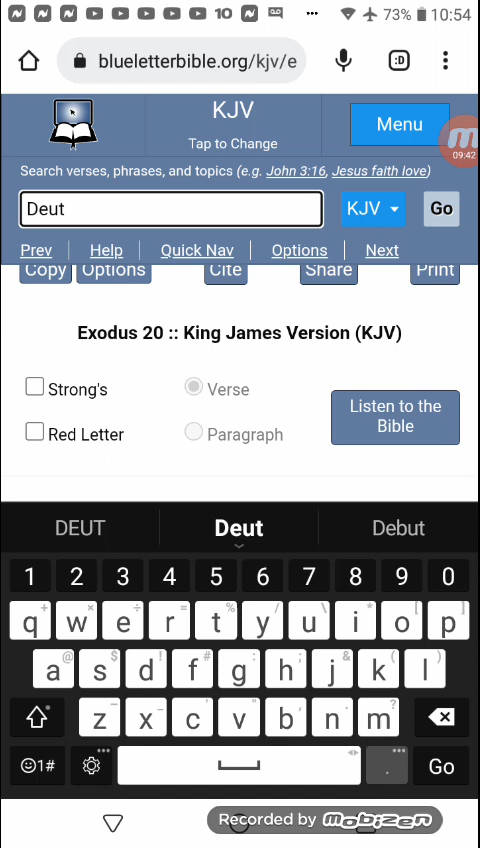 10 ... 73% 10:54
blueletterbible.org/kjv/e :D
KJV
Tap to Change
Menu
09:42
Search verses, phrases, and topics (e.g. John 3:16, Jesus faith love)
Deut KJV Go
Prev Help Quick Nav Options Next
Copy Options Cite Share Print
Exodus 20 :: King James Version (KJV)
Strong's Verse
Red Letter Paragraph
Listen to the
Bible
DEUT Deut Debut
1 2 3 4 5 6 7 8 9 0
q w e r t y u i o p
a s d f g h j k l
z x c v b n m
1# . Go
Recorded by MOBIZEN